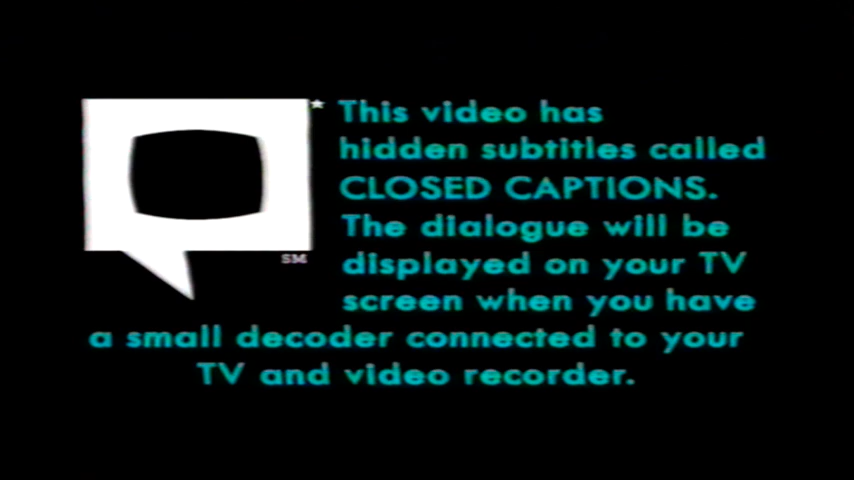 * This video has
hidden subtitles called
CLOSED CAPTIONS.
The dialogue will be
displayed on your TV
SM
screen when you have
a small decoder connected to your
TV and video recorder.